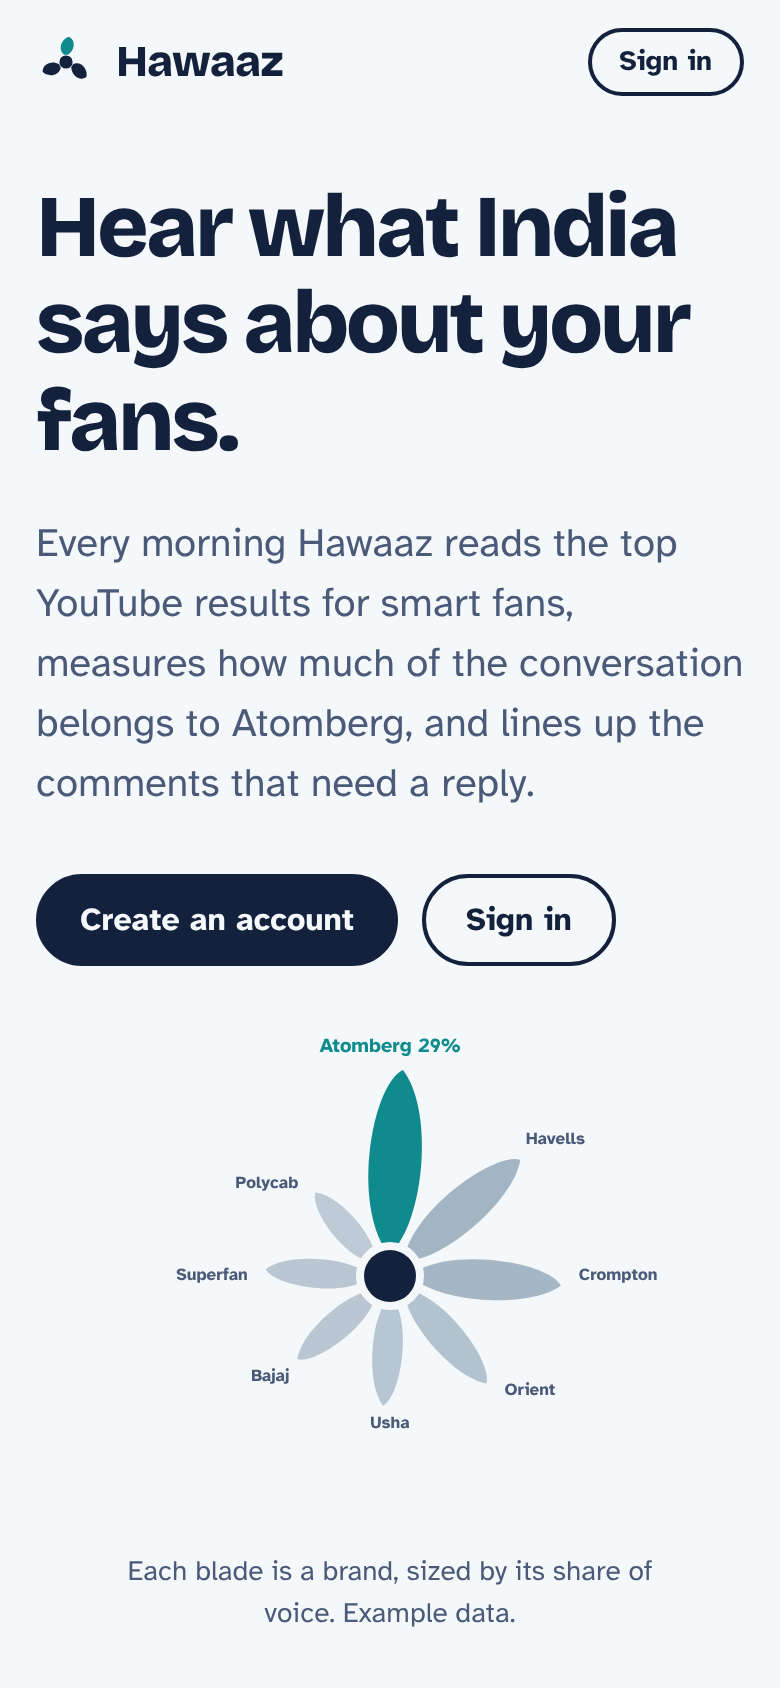 Hawaaz
Sign in
Hear what India
says about your
fans.
Every morning Hawaaz reads the top
YouTube results for smart fans,
measures how much of the conversation
belongs to Atomberg, and lines up the
comments that need a reply.
Create an account
Sign in
Atomberg 29%
Havells
Polycab
Superfan
Crompton
Bajaj
Orient
Usha
Each blade is a brand, sized by its share of
voice. Example data.